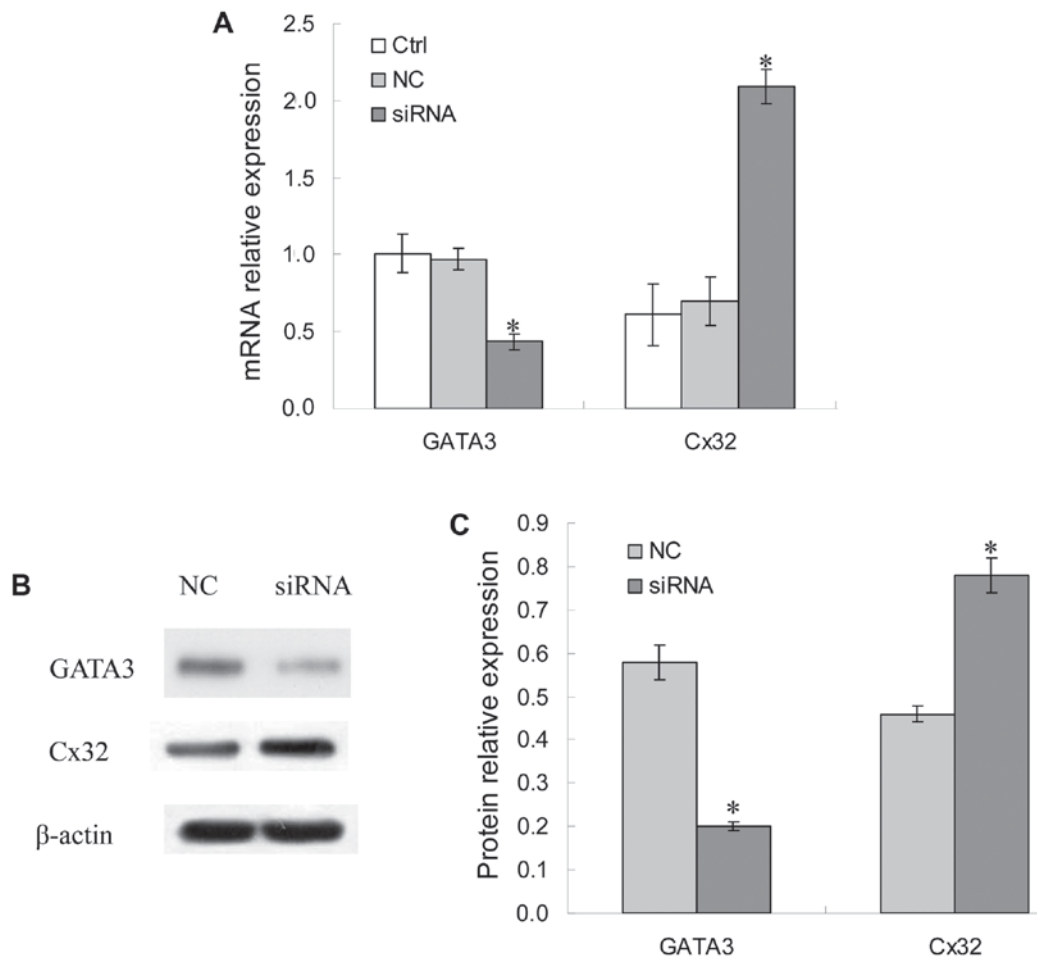 A
mRNA relative expression
2.5
2.0
1.5
1.0
0.5
0.0
Ctrl
NC
siRNA
*
*
GATA3
Cx32
B
NC
siRNA
GATA3
Cx32
β-actin
C
Protein relative expression
0.9
0.8
0.7
0.6
0.5
0.4
0.3
0.2
0.1
0.0
NC
siRNA
*
*
GATA3
Cx32